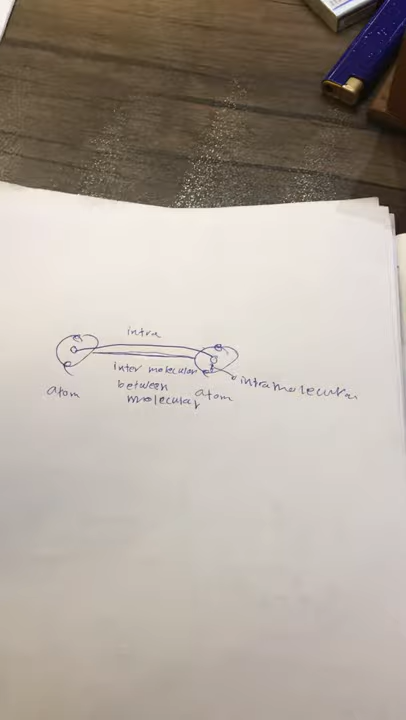 intra
inter molecular
between
molecular
atom
atom
intramolecular